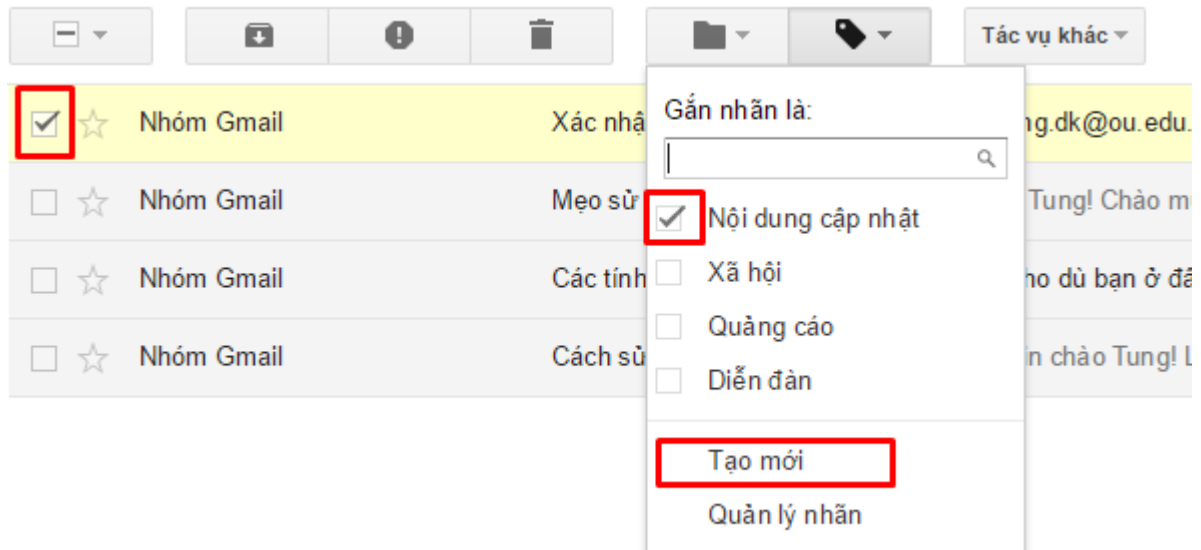 Tác vụ khác
Gắn nhãn là:
Nhóm Gmail Xác nhậ ng.dk@ou.edu.
Nhóm Gmail Mẹo sử Tung! Chào m
Nhóm Gmail Các tính ho dù bạn ở đâ
Nhóm Gmail Cách sử in chào Tung! L
Nội dung cập nhật
Xã hội
Quảng cáo
Diễn đàn
Tạo mới
Quản lý nhãn